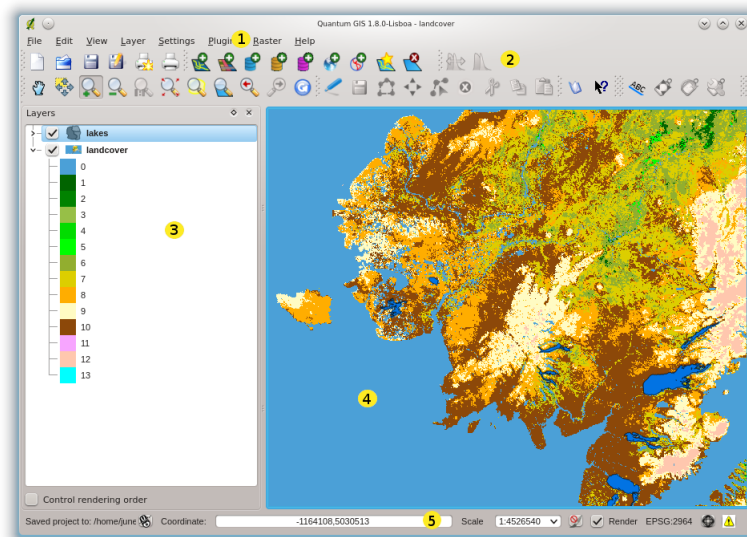 Quantum GIS 1.8.0-Lisboa - landcover
File Edit View Layer Settings Plugin 1 Raster Help
2
G ABC
Layers
lakes
landcover
0
1
2
3
4
5
6
7
8
9
10
11
12
13
3
4
Control rendering order
Saved project to: /home/june Coordinate: -1164108,5030513 5 Scale 1:4526540 Render EPSG:2964